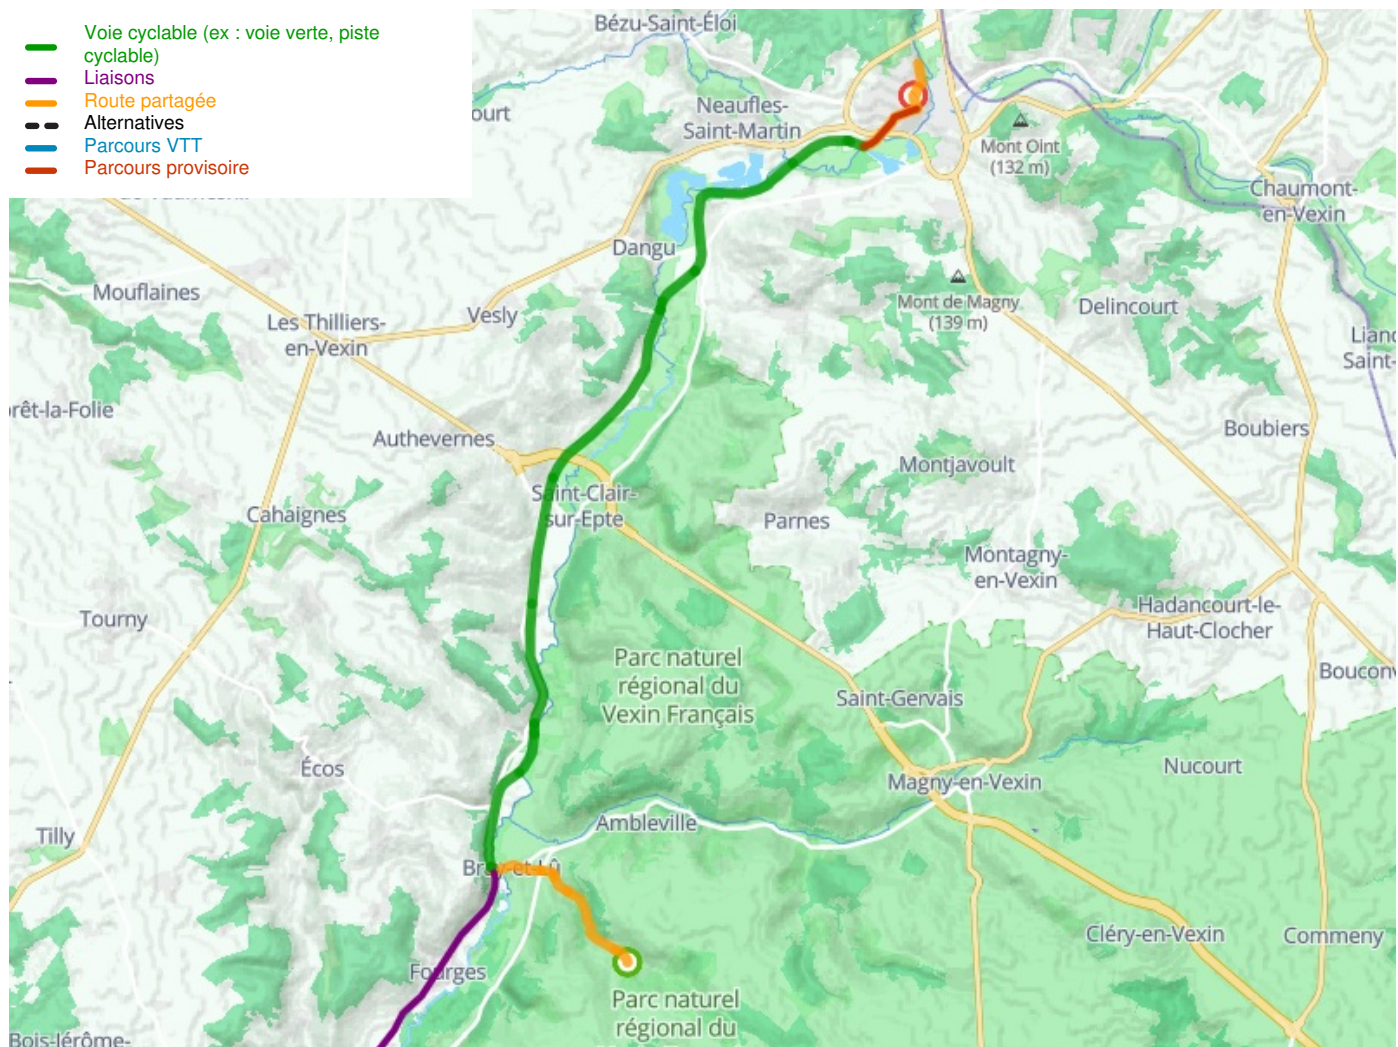 Voie cyclable (ex : voie verte, piste
cyclable)
Liaisons
Route partagée
Alternatives
Parcours VTT
Parcours provisoire
Bézu-Saint-Éloi
Neaufles-
Saint-Martin
Mont Oint
(132 m)
Chaumont-
en-Vexin
Dangu
Mouflaines
Mont de Magny
(139 m)
Delincourt
Vesly
Les Thilliers-
en-Vexin
Saint-
rêt-la-Folie
Boubiers
Authevernes
Montjavoult
Saint-Clair-
sur-Epte
Cahaignes
Parnes
Montagny-
en-Vexin
Hadancourt-le-
Haut-Clocher
Tourny
Parc naturel
régional du
Vexin Français
Saint-Gervais
Écos
Magny-en-Vexin
Nucourt
Tilly
Ambleville
Cléry-en-Vexin
Commeny
Fourges
Parc naturel
régional du
Bois-Jérôme-